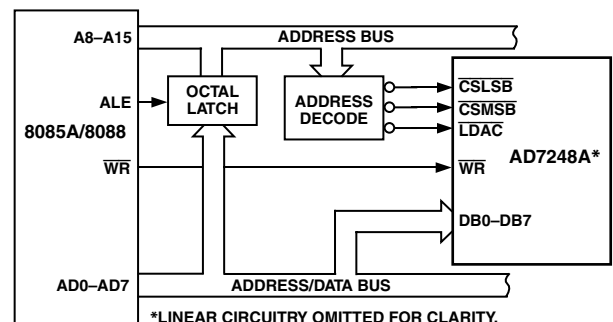 A8–A15
ADDRESS BUS
ALE
OCTAL
LATCH
ADDRESS
DECODE
CSLSB
CSMSB
LDAC
8085A/8088
AD7248A*
WR
WR
DB0–DB7
AD0–AD7
ADDRESS/DATA BUS
*LINEAR CIRCUITRY OMITTED FOR CLARITY.